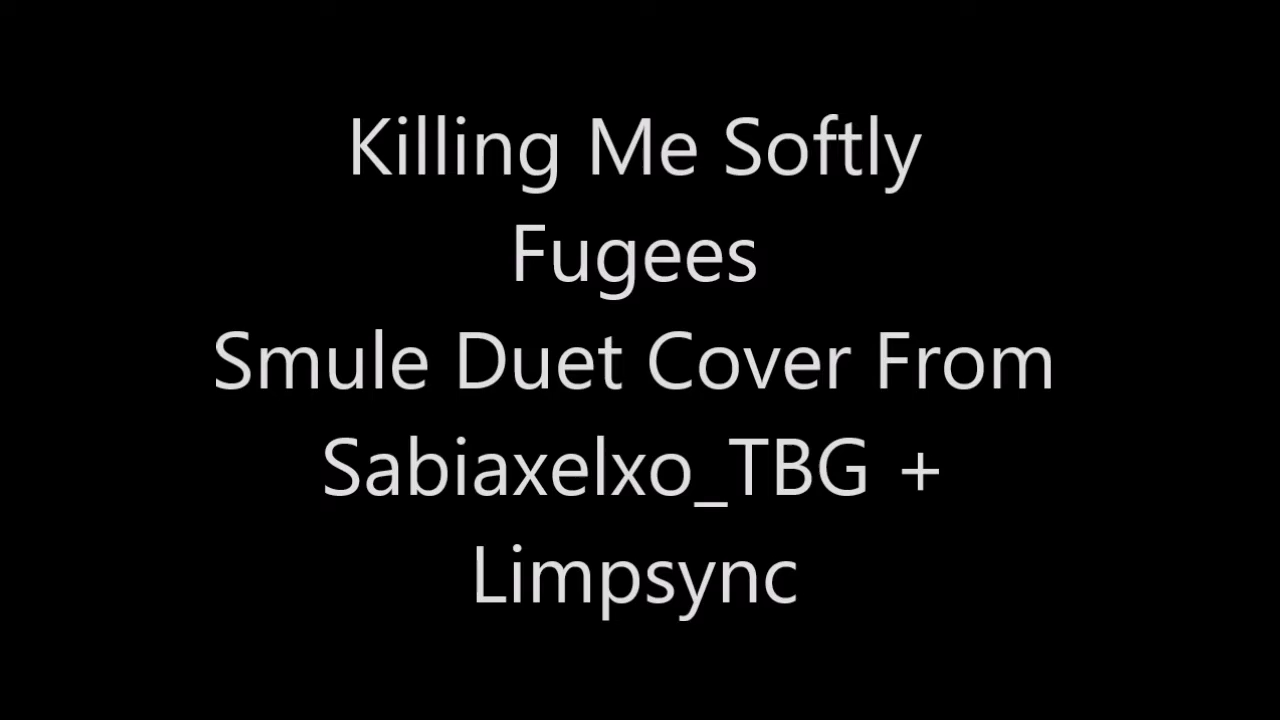 Killing Me Softly
Fugees
Smule Duet Cover From
Sabiaxelxo_TBG +
Limpsync